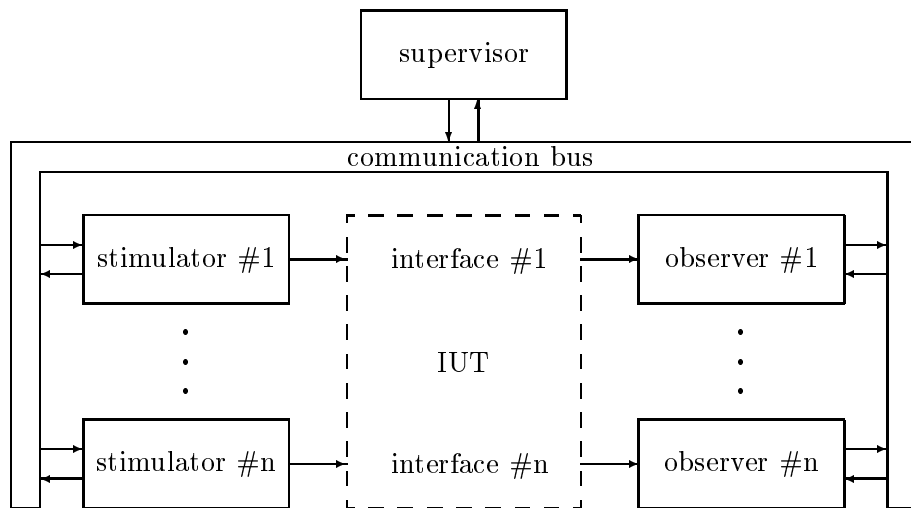 supervisor
communication bus
stimulator #1
interface #1
observer #1
IUT
stimulator #n
interface #n
observer #n